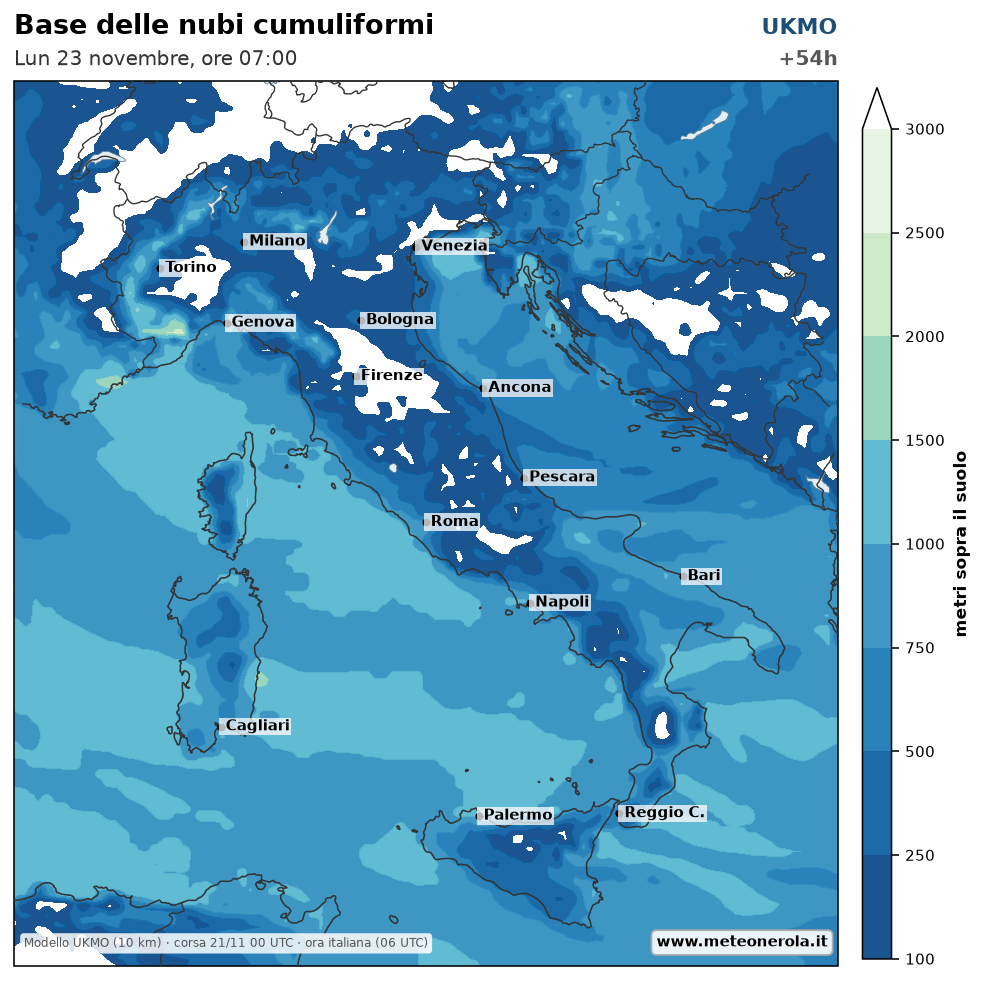 Base delle nubi cumuliformi
UKMO
Lun 23 novembre, ore 07:00
+54h
3000
2500
2000
1500
1000
750
500
250
100
metri sopra il suolo
Milano
Venezia
Torino
Genova
Bologna
Firenze
Ancona
Pescara
Roma
Bari
Napoli
Cagliari
Palermo
Reggio C.
Modello UKMO (10 km) · corsa 21/11 00 UTC · ora italiana (06 UTC)
www.meteonerola.it